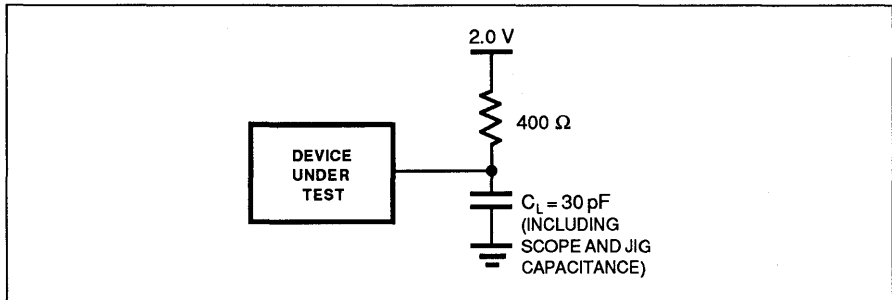 2.0 V
400 Ω
DEVICE
UNDER
TEST
C_L = 30 pF
(INCLUDING
SCOPE AND JIG
CAPACITANCE)